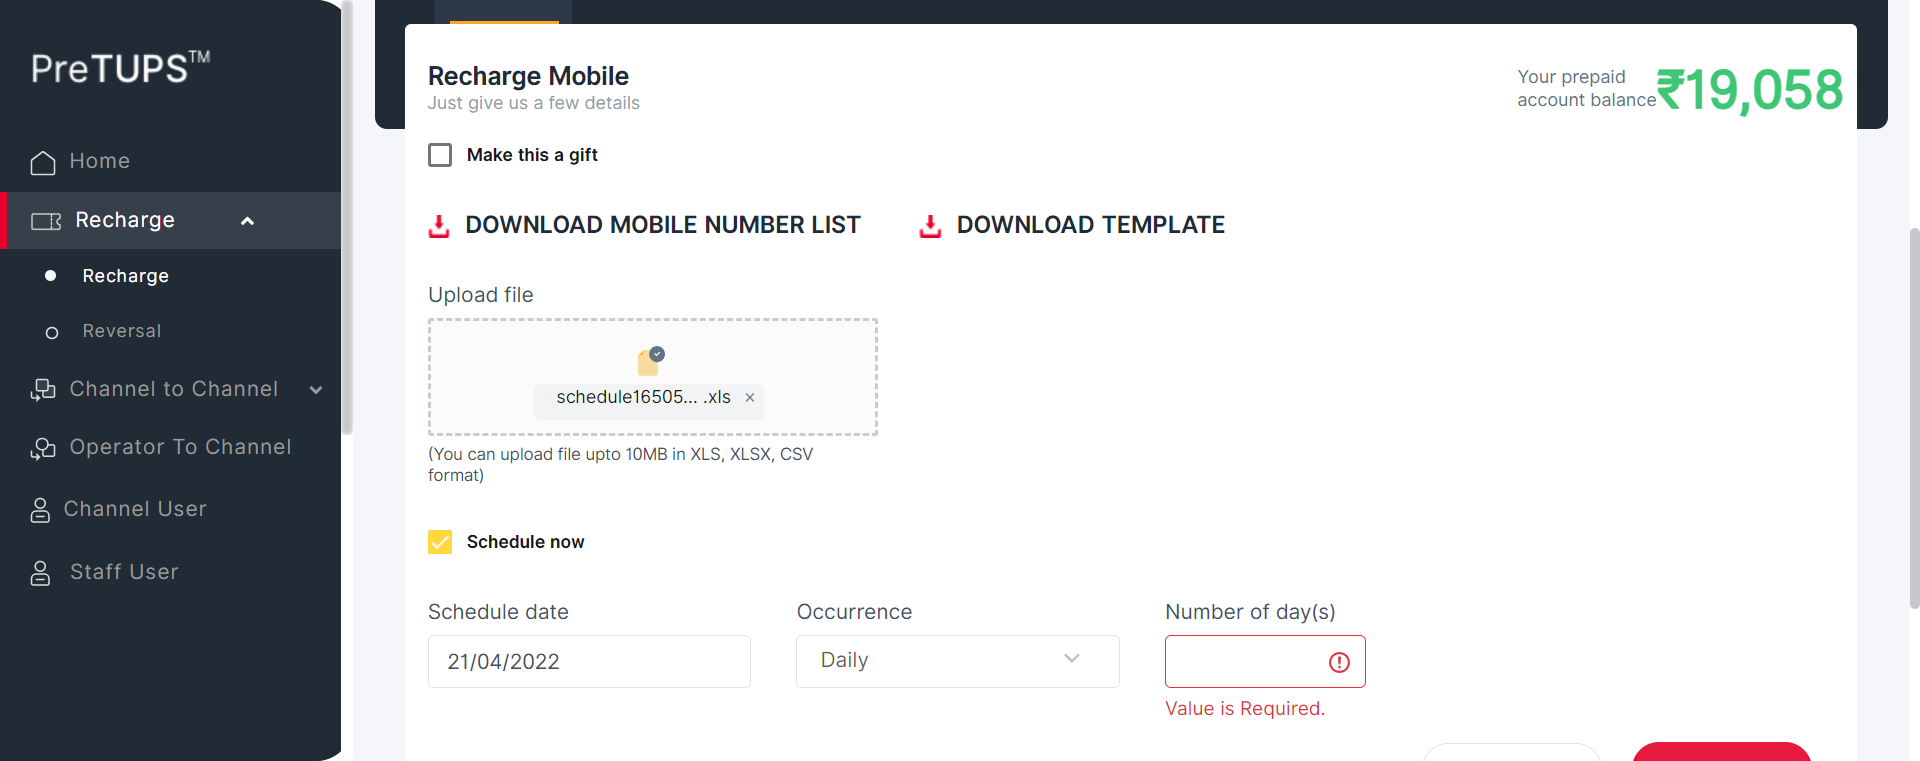 PreTUPS™
Home
Recharge
Recharge
Reversal
Channel to Channel
Operator To Channel
Channel User
Staff User
Recharge Mobile
Just give us a few details
Your prepaid
account balance
₹19,058
Make this a gift
DOWNLOAD MOBILE NUMBER LIST
DOWNLOAD TEMPLATE
Upload file
schedule16505... .xls ×
(You can upload file upto 10MB in XLS, XLSX, CSV
format)
Schedule now
Schedule date
21/04/2022
Occurrence
Daily
Number of day(s)
Value is Required.